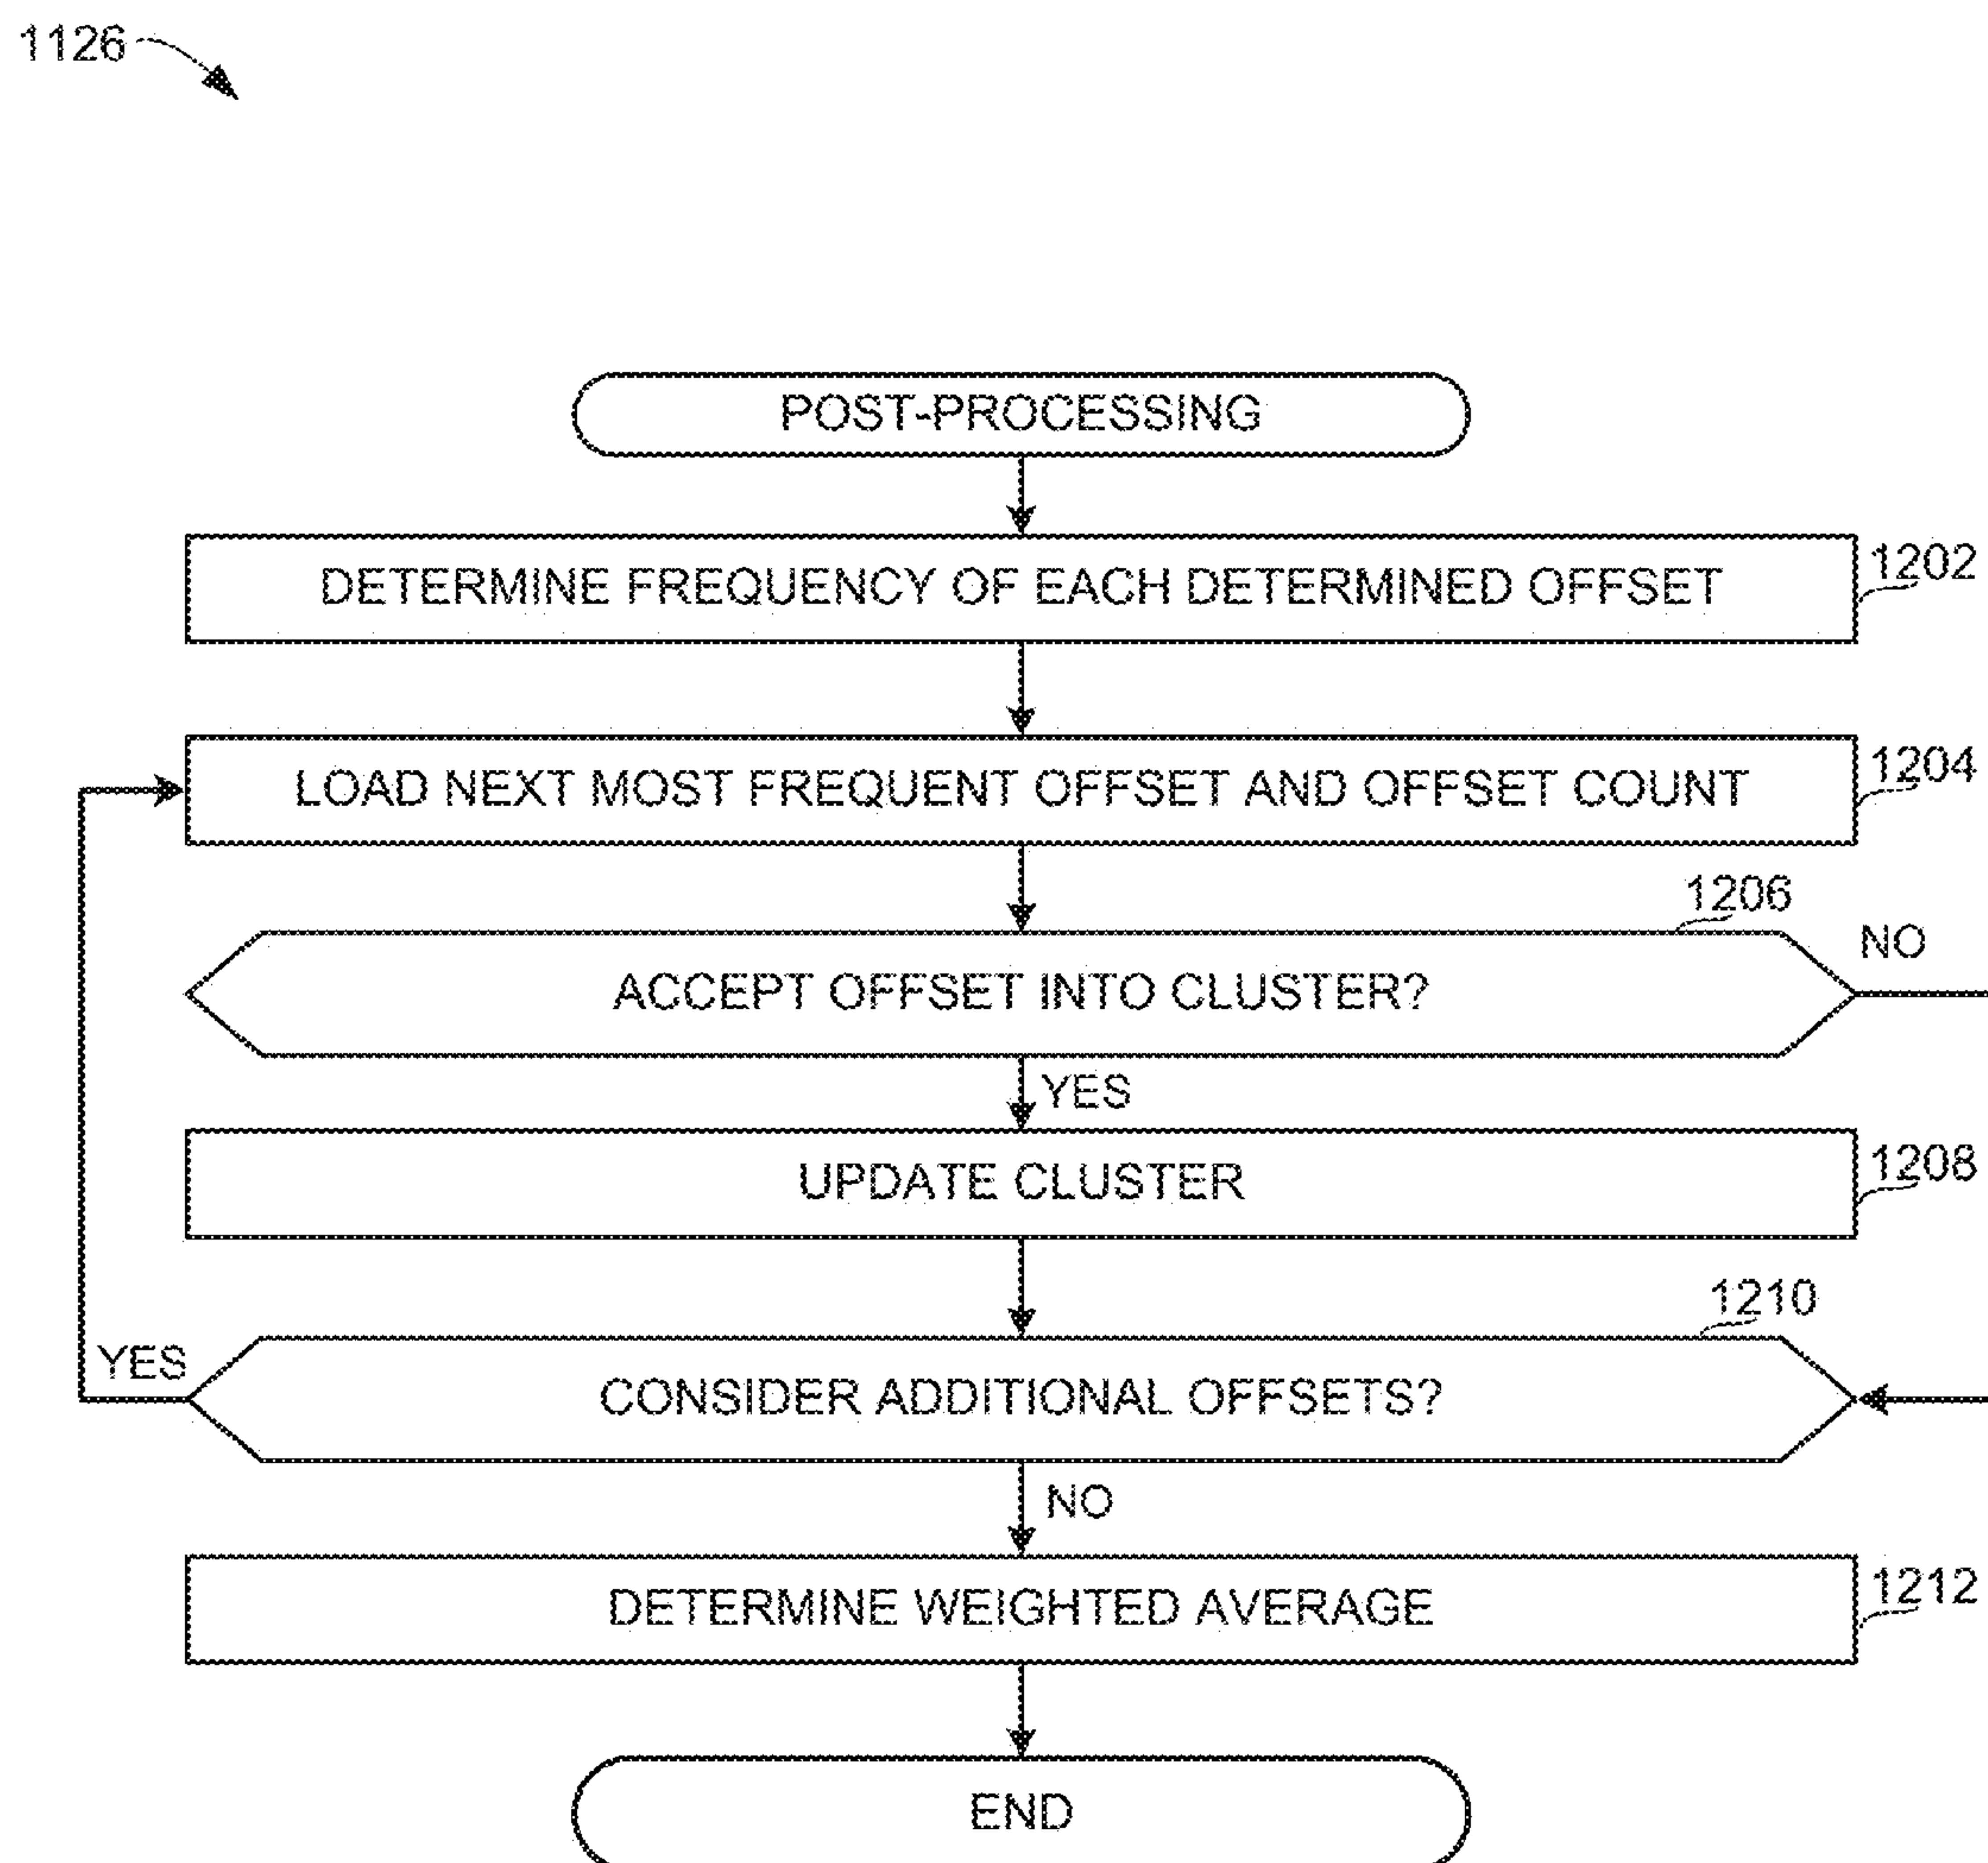 1126
POST-PROCESSING
DETERMINE FREQUENCY OF EACH DETERMINED OFFSET
1202
LOAD NEXT MOST FREQUENT OFFSET AND OFFSET COUNT
1204
1206
NO
ACCEPT OFFSET INTO CLUSTER?
YES
UPDATE CLUSTER
1208
1210
YES
CONSIDER ADDITIONAL OFFSETS?
NO
DETERMINE WEIGHTED AVERAGE
1212
END